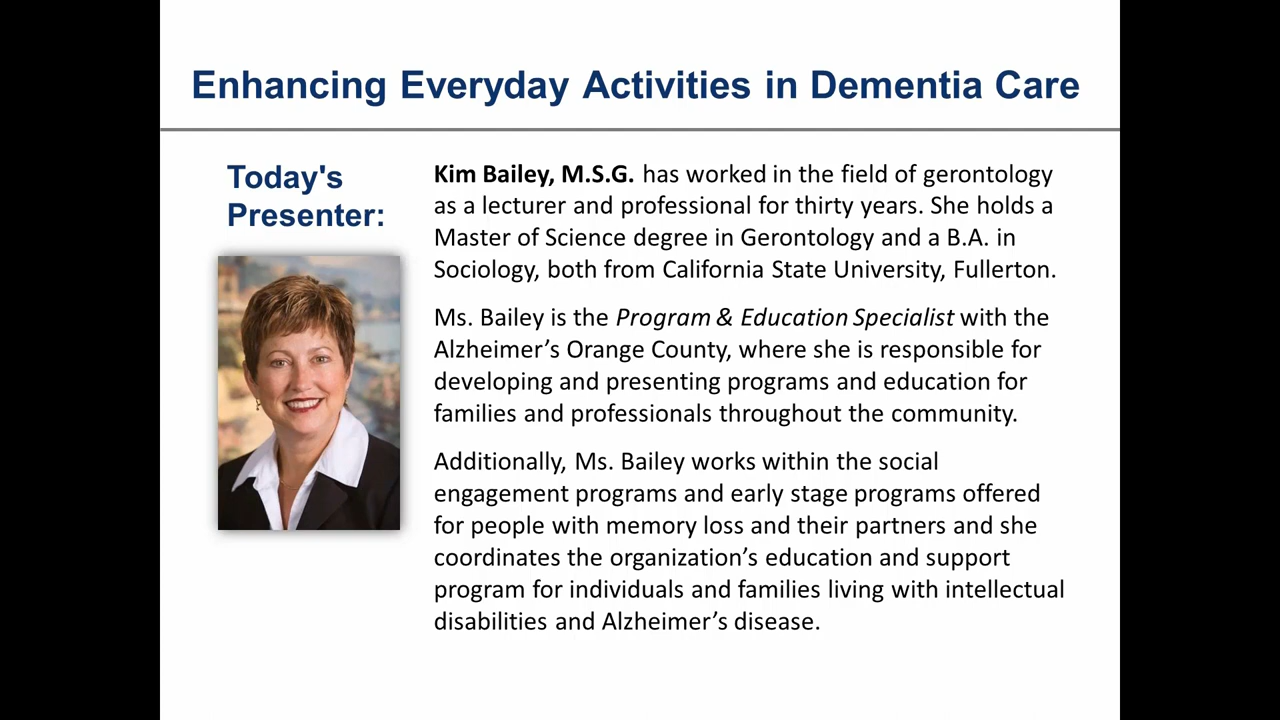 Enhancing Everyday Activities in Dementia Care
Today's
Presenter:
Kim Bailey, M.S.G. has worked in the field of gerontology
as a lecturer and professional for thirty years. She holds a
Master of Science degree in Gerontology and a B.A. in
Sociology, both from California State University, Fullerton.
Ms. Bailey is the Program & Education Specialist with the
Alzheimer’s Orange County, where she is responsible for
developing and presenting programs and education for
families and professionals throughout the community.
Additionally, Ms. Bailey works within the social
engagement programs and early stage programs offered
for people with memory loss and their partners and she
coordinates the organization’s education and support
program for individuals and families living with intellectual
disabilities and Alzheimer’s disease.